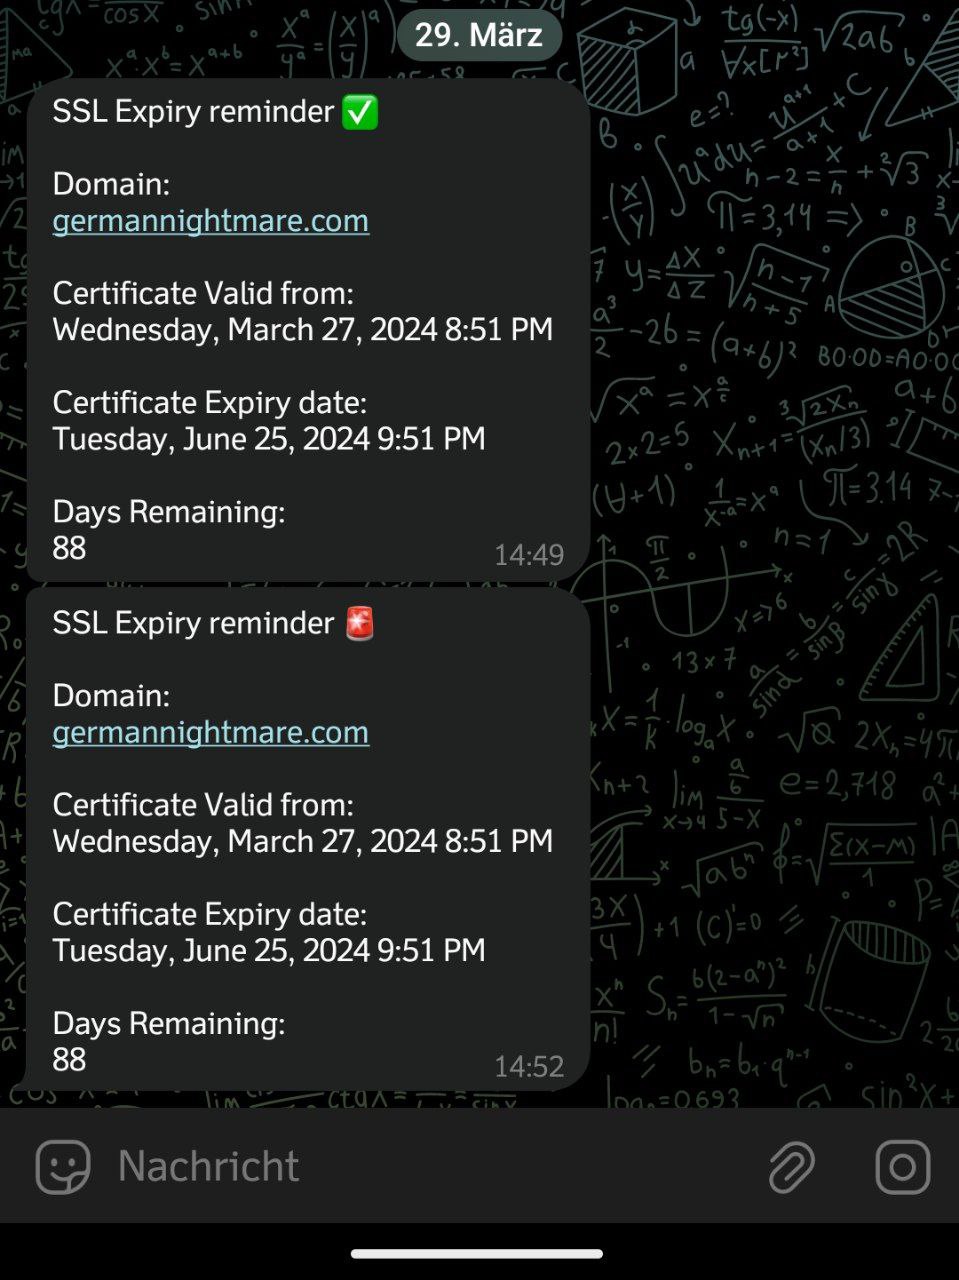 29. März
SSL Expiry reminder ✅
Domain:
germannightmare.com
Certificate Valid from:
Wednesday, March 27, 2024 8:51 PM
Certificate Expiry date:
Tuesday, June 25, 2024 9:51 PM
Days Remaining:
88
14:49
SSL Expiry reminder 🚨
Domain:
germannightmare.com
Certificate Valid from:
Wednesday, March 27, 2024 8:51 PM
Certificate Expiry date:
Tuesday, June 25, 2024 9:51 PM
Days Remaining:
88
14:52
Nachricht